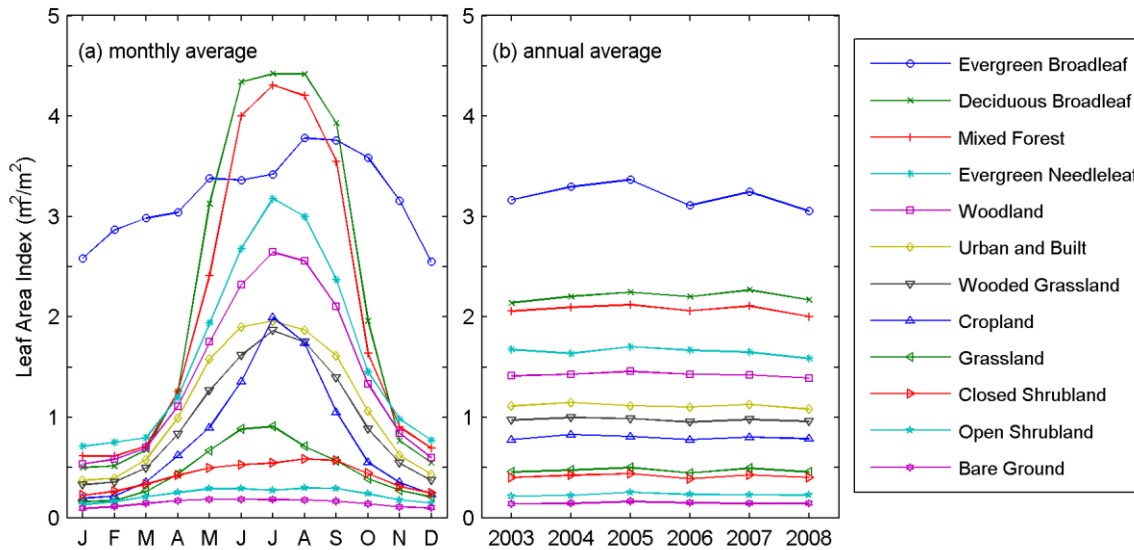 (a) monthly average
(b) annual average
Leaf Area Index (m²/m²)
5
4
3
2
1
0
J F M A M J J A S O N D
5
4
3
2
1
0
2003 2004 2005 2006 2007 2008
Evergreen Broadleaf
Deciduous Broadleaf
Mixed Forest
Evergreen Needleleaf
Woodland
Urban and Built
Wooded Grassland
Cropland
Grassland
Closed Shrubland
Open Shrubland
Bare Ground